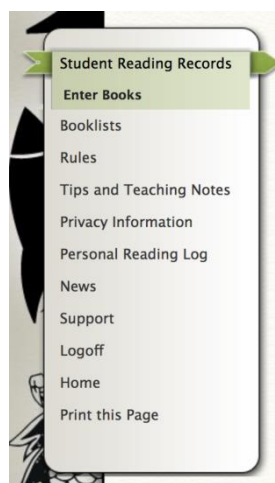 Student Reading Records
Enter Books
Booklists
Rules
Tips and Teaching Notes
Privacy Information
Personal Reading Log
News
Support
Logoff
Home
Print this Page